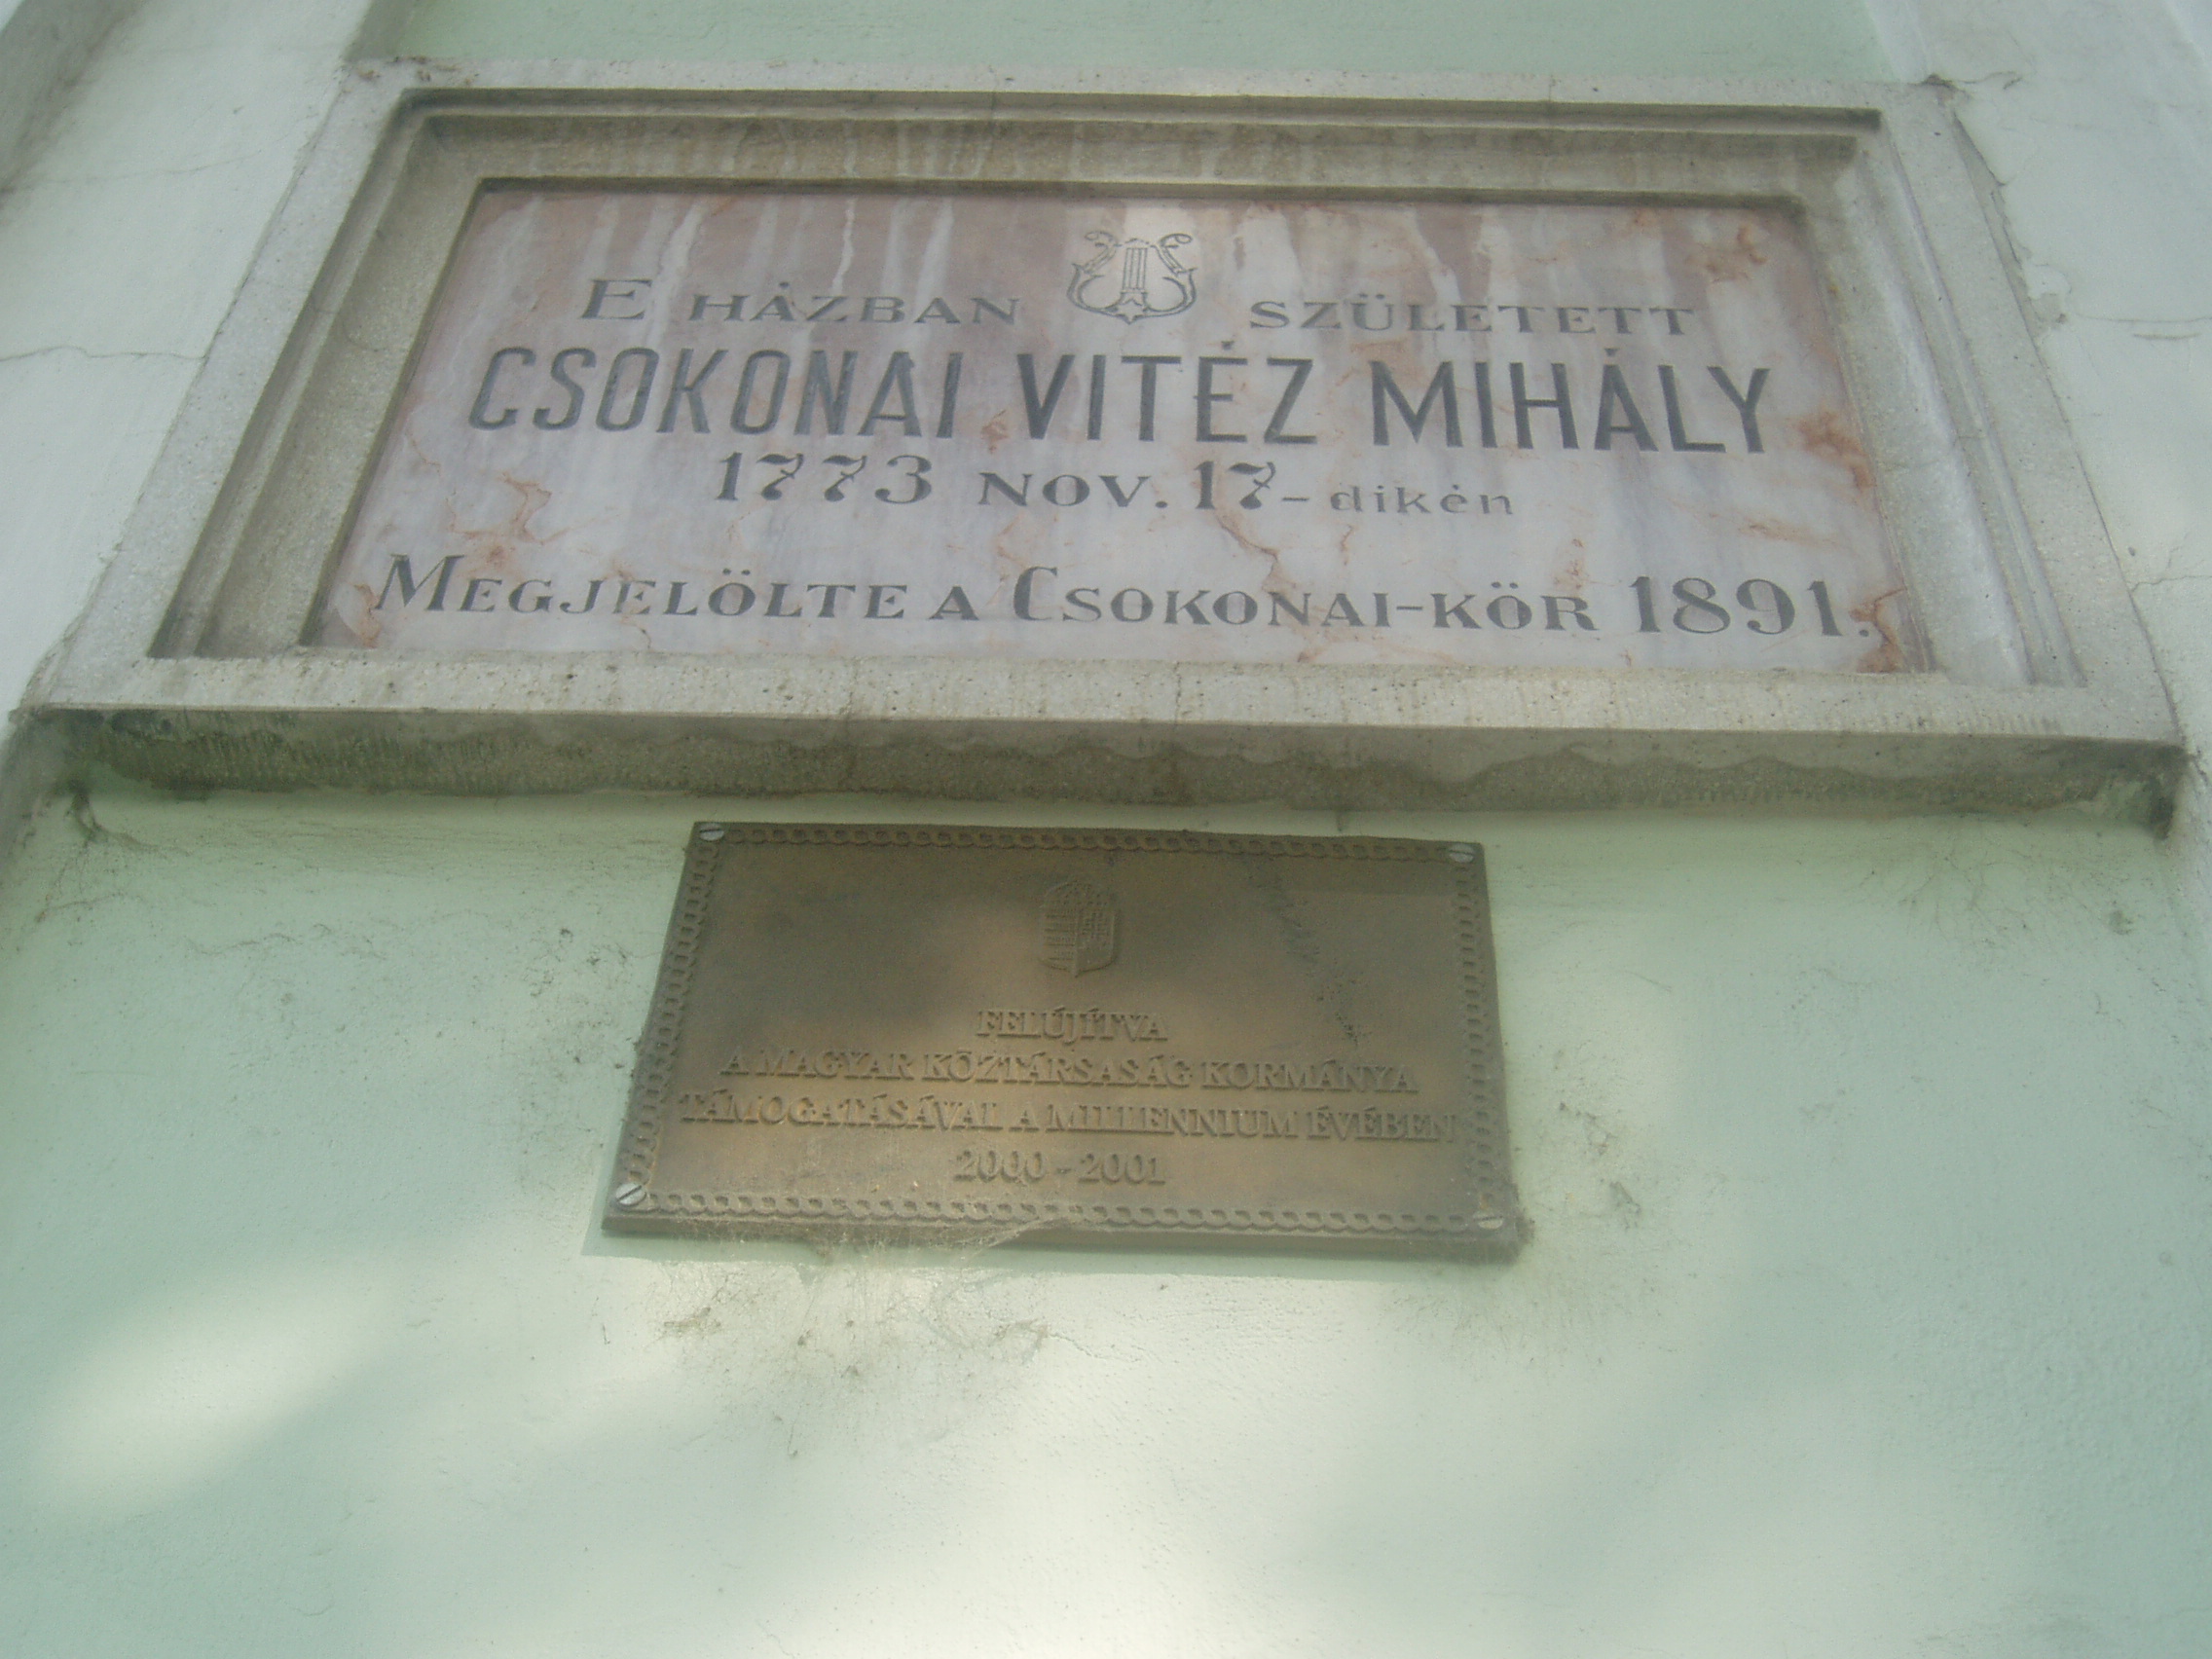 E HÁZBAN SZÜLETETT
CSOKONAI VITÉZ MIHÁLY
1773 NOV. 17-dikén
MEGJELÖLTE A CSOKONAI-KÖR 1891.
FELÚJÍTVA
A MAGYAR KÖZTÁRSASÁG KORMÁNYA
TÁMOGATÁSÁVAL A MILLENNIUM ÉVÉBEN
2000 - 2001